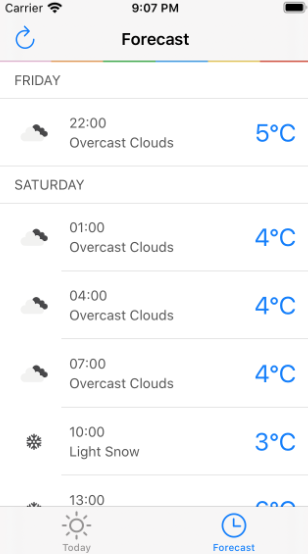 Carrier 9:07 PM
Forecast
FRIDAY
22:00
Overcast Clouds
5°C
SATURDAY
01:00
Overcast Clouds
4°C
04:00
Overcast Clouds
4°C
07:00
Overcast Clouds
4°C
10:00
Light Snow
3°C
13:00
Today
Forecast